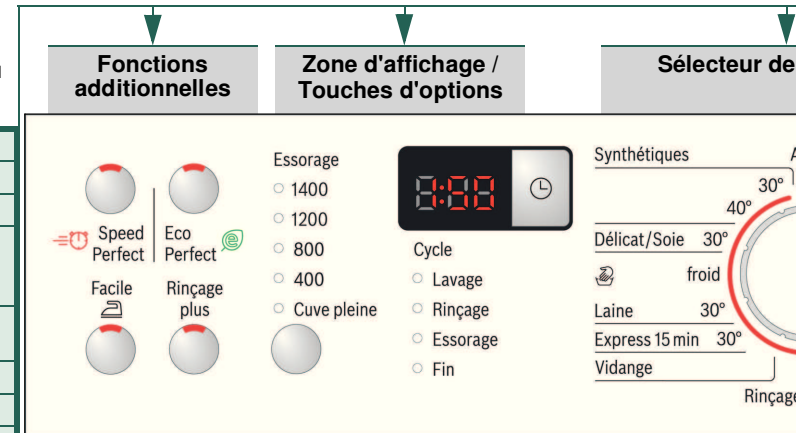 Fonctions
additionnelles
Zone d'affichage /
Touches d'options
Sélecteur de
Speed
Perfect
Eco
Perfect
Facile
Rinçage
plus
Essorage
1400
1200
800
400
Cuve pleine
1:50
Cycle
Lavage
Rinçage
Essorage
Fin
Synthétiques
30°
40°
Délicat/Soie 30°
froid
Laine 30°
Express 15 min 30°
Vidange
Rinçage